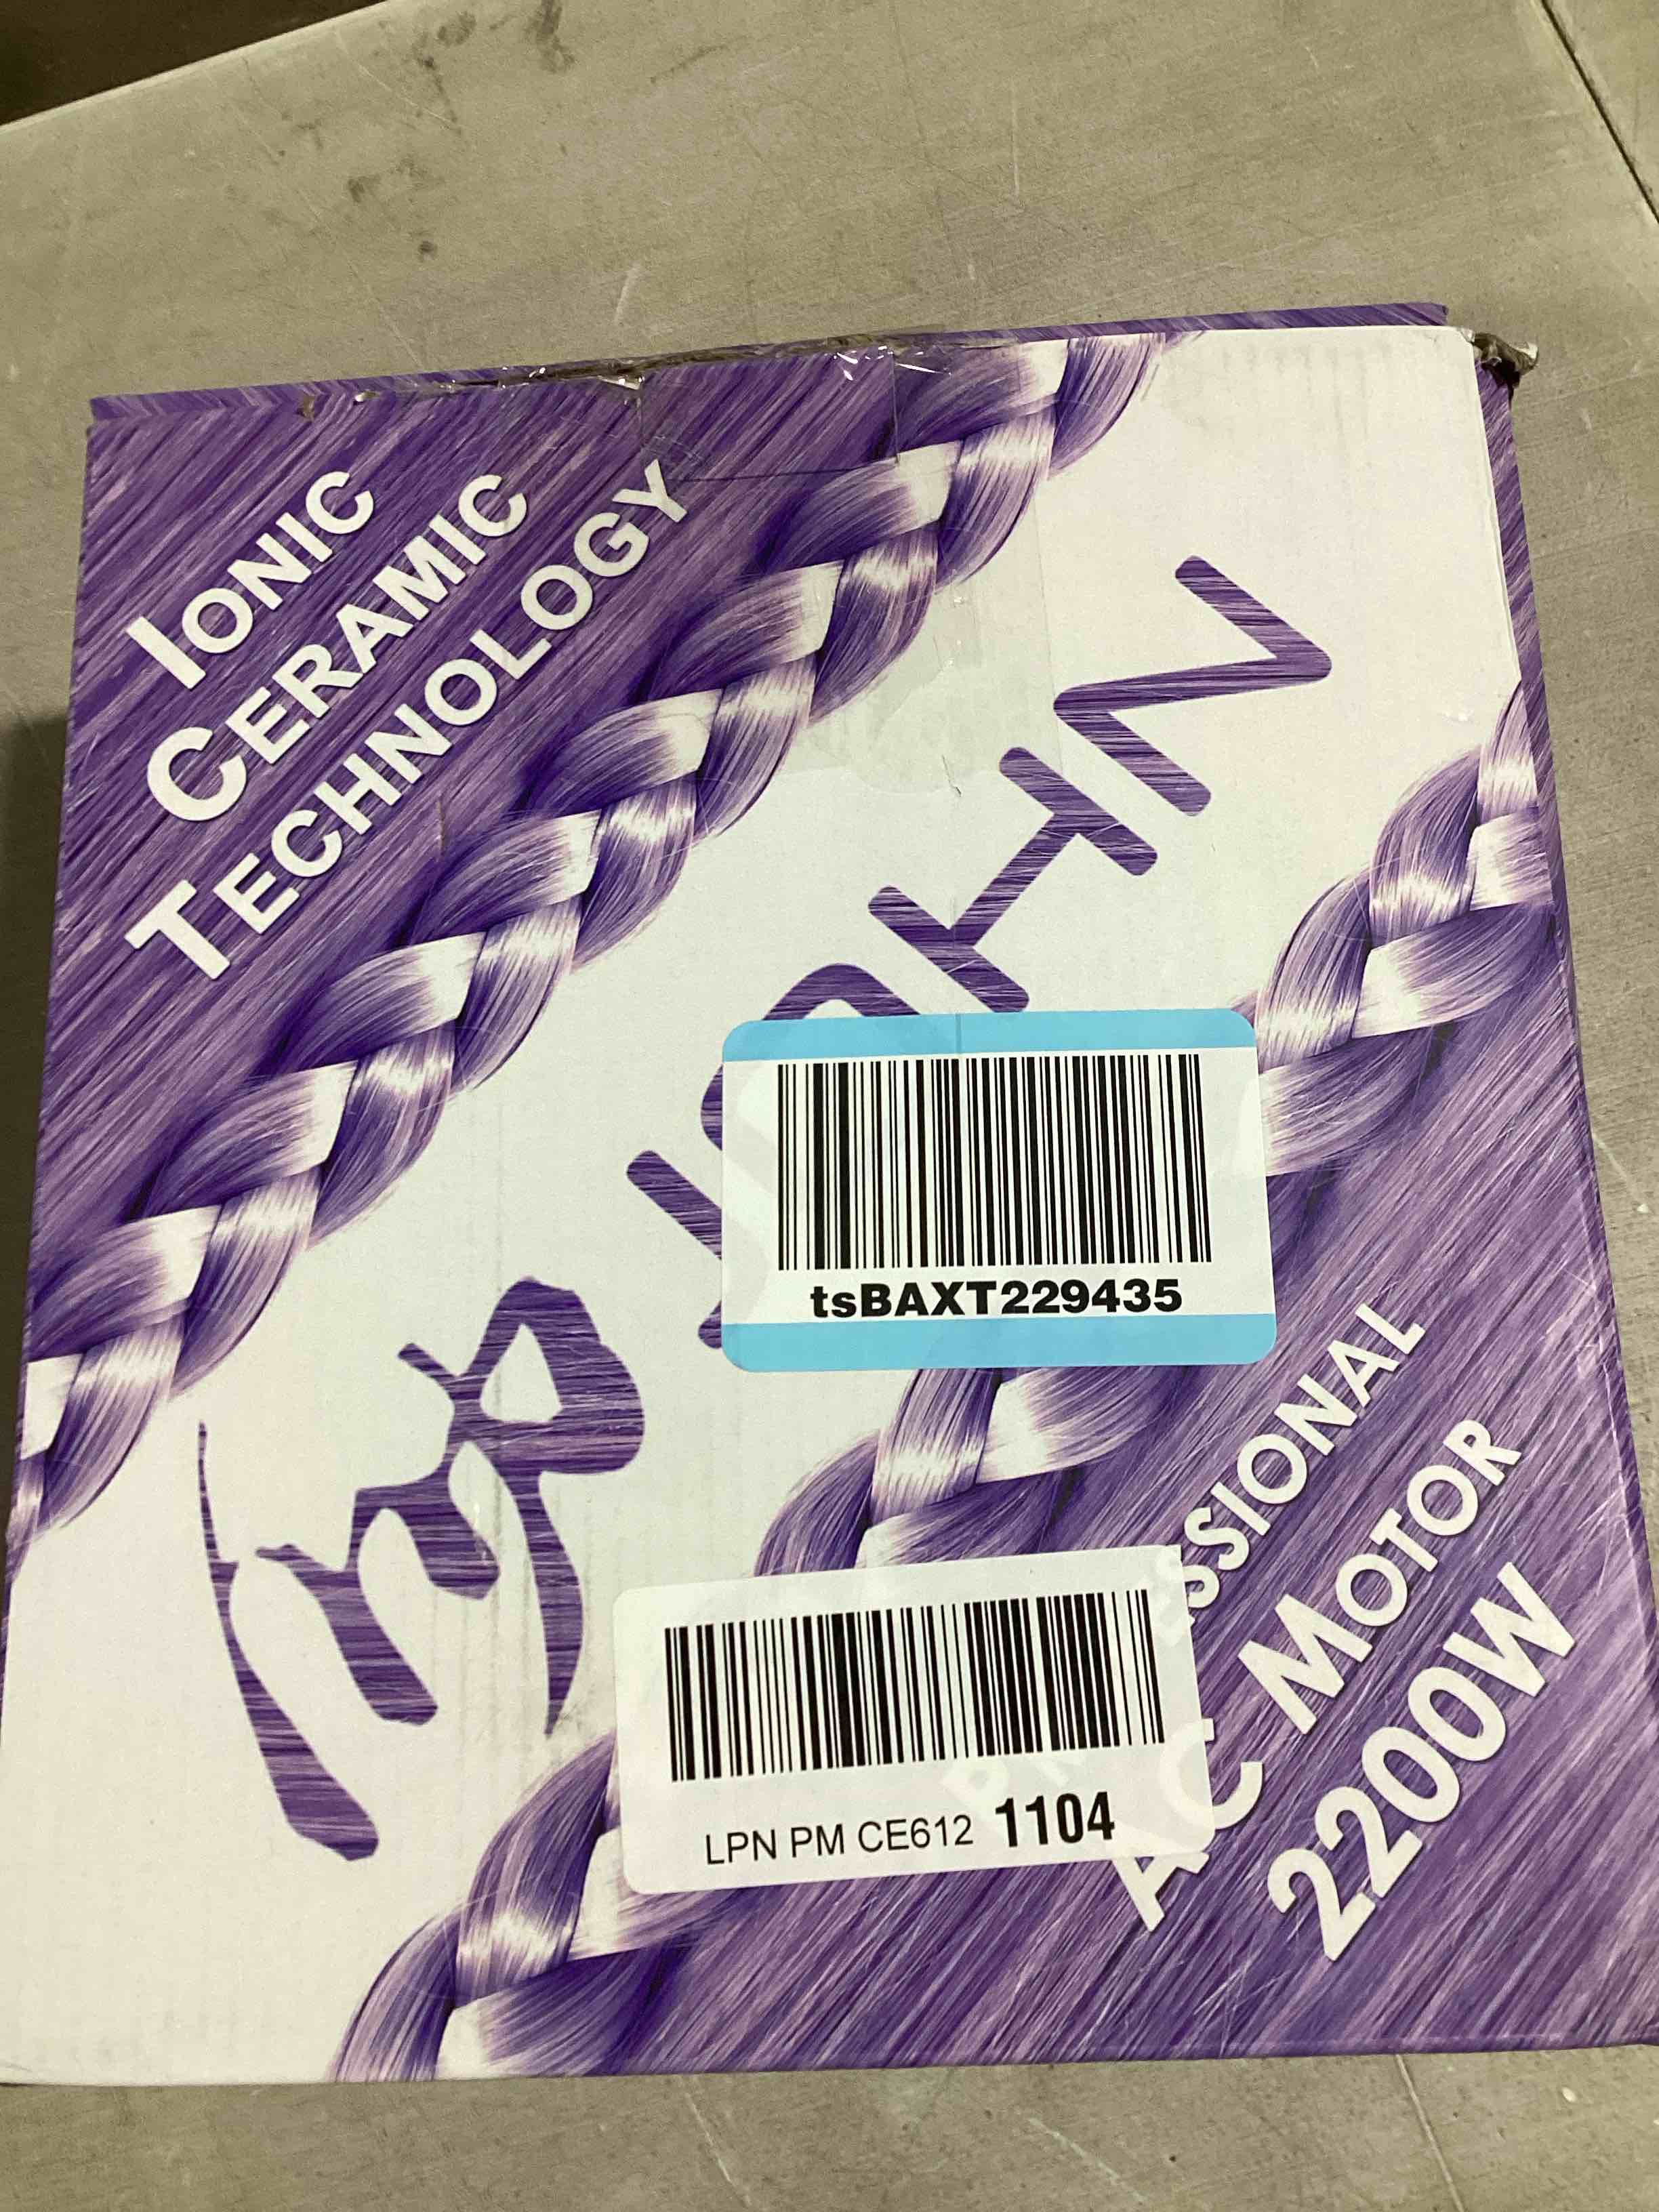 IONIC
CERAMIC
TECHNOLOGY
tsBAXT229435
AC MOTOR
2200W
LPN PM CE612 1104